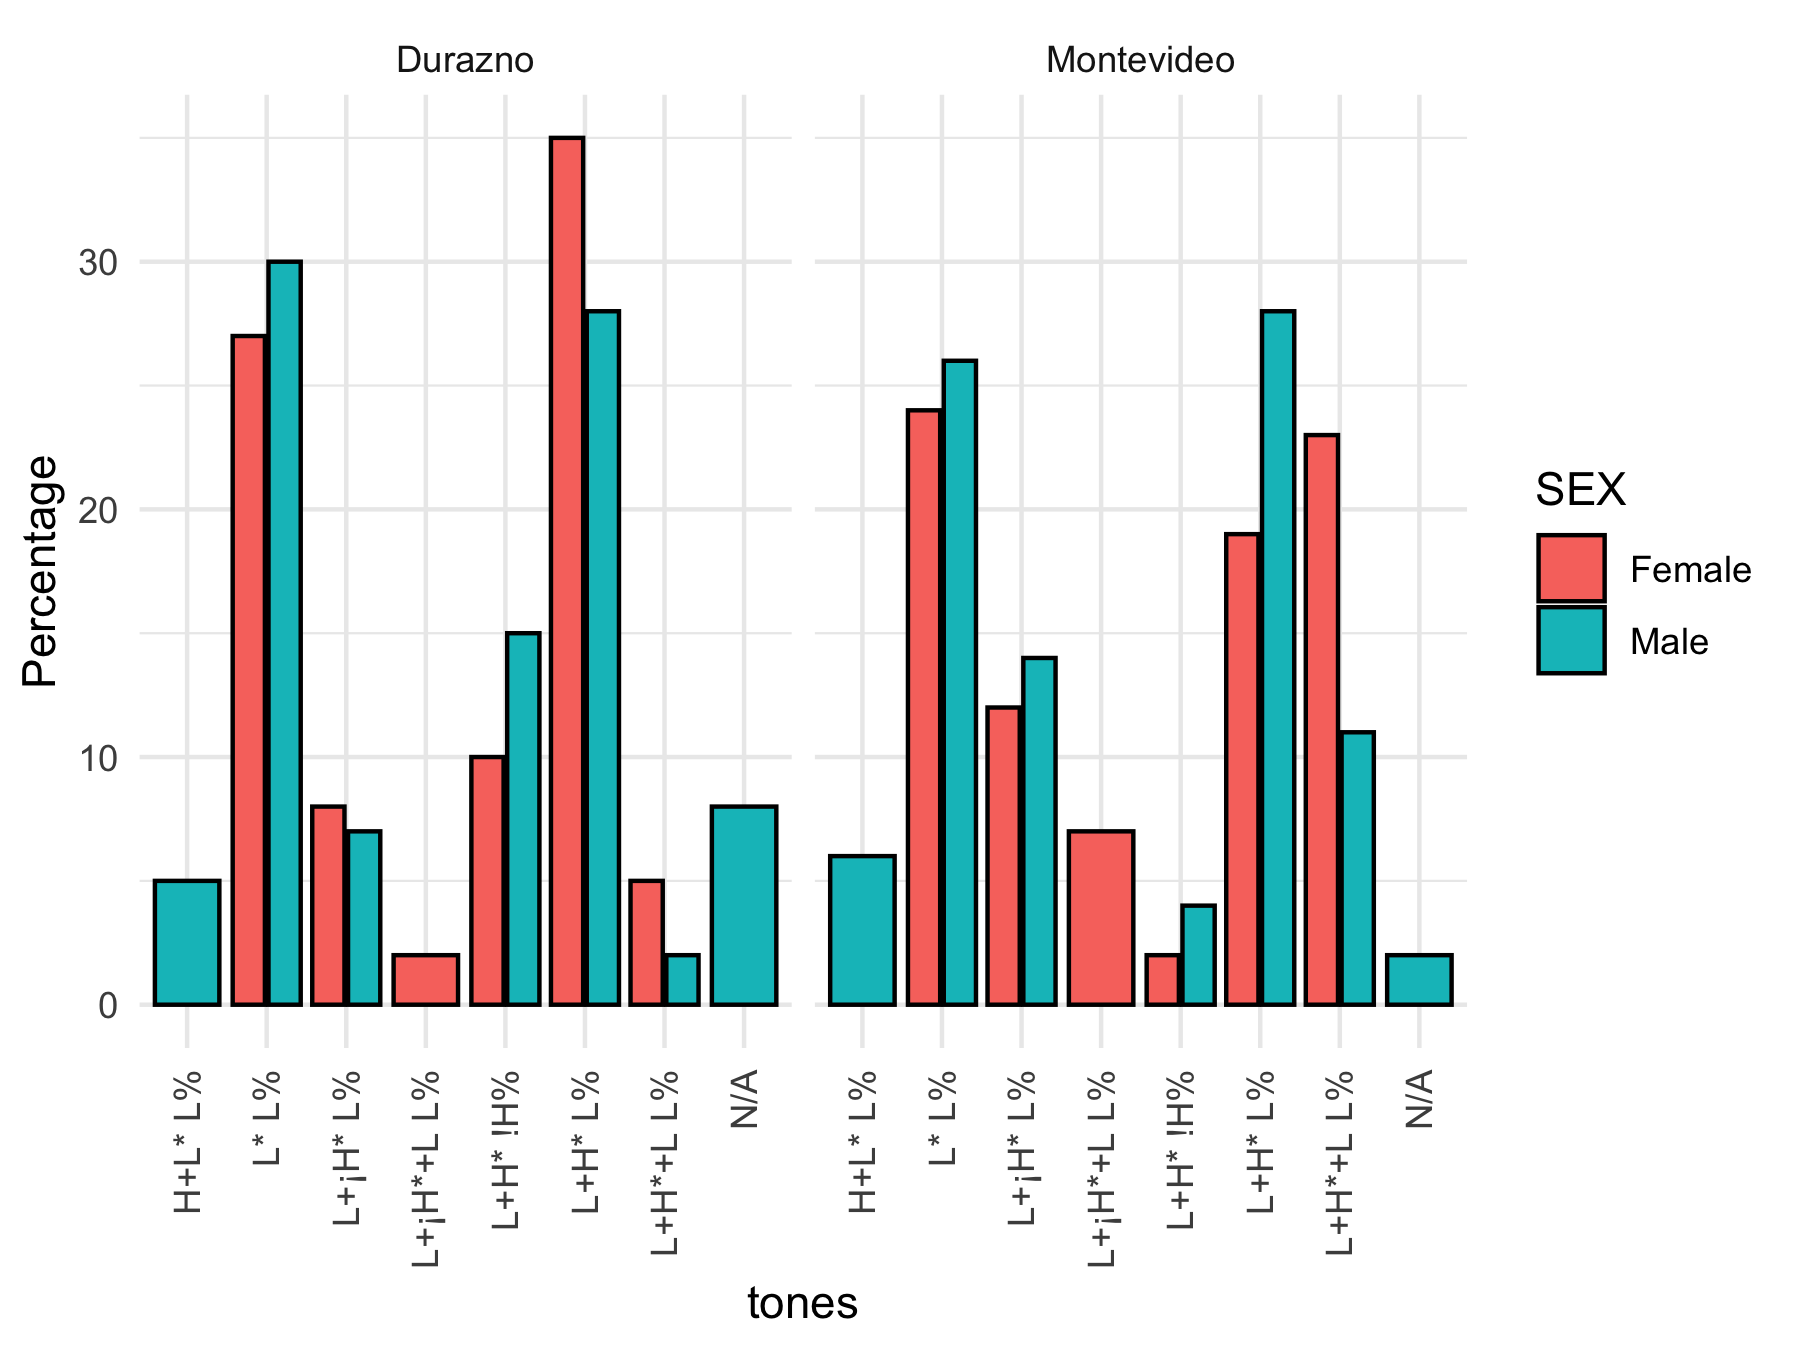 Durazno
Montevideo
Percentage
30
20
10
0
SEX
Female
Male
H+L* L%
L* L%
L+¡H* L%
L+¡H*+L L%
L+H* !H%
L+H* L%
L+H*+L L%
N/A
H+L* L%
L* L%
L+¡H* L%
L+¡H*+L L%
L+H* !H%
L+H* L%
L+H*+L L%
N/A
tones